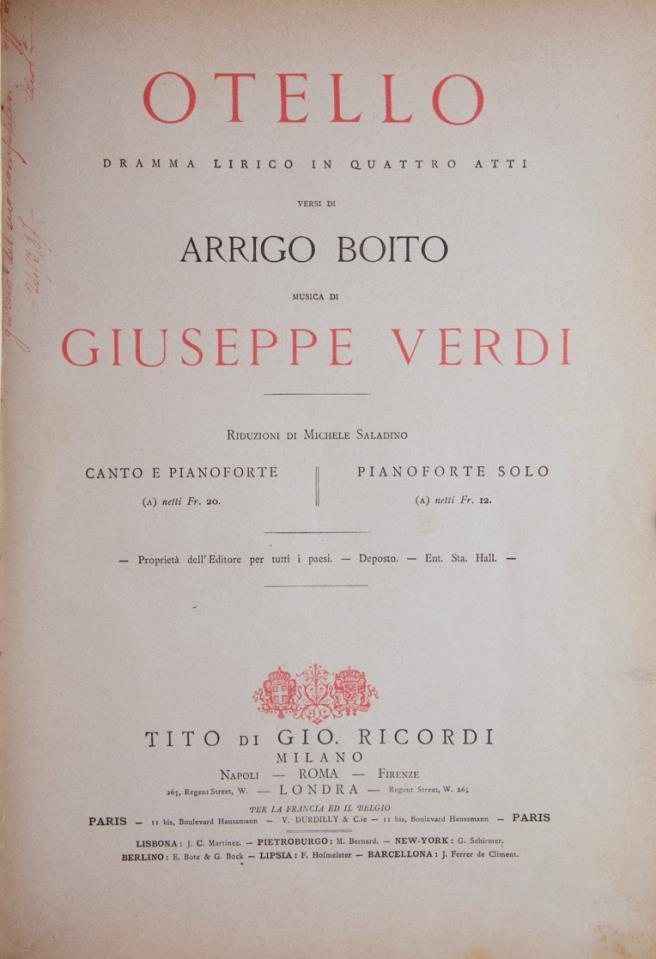 OTELLO
DRAMMA LIRICO IN QUATTRO ATTI
VERSI DI
ARRIGO BOITO
MUSICA DI
GIUSEPPE VERDI
RIDUZIONI DI MICHELE SALADINO
CANTO E PIANOFORTE
(A) netti Fr. 20.
PIANOFORTE SOLO
(A) netti Fr. 12.
— Proprietà dell'Editore per tutti i paesi. — Deposto. — Ent. Sta. Hall. —
TITO DI GIO. RICORDI
MILANO
NAPOLI — ROMA — FIRENZE
265, Regent Street, W. — LONDRA — Regent Street, W. 265
PER LA FRANCIA ED IL BELGIO
PARIS — 11 bis, Boulevard Haussmann — V. DURDILLY & C.ie — 11 bis, Boulevard Haussmann — PARIS
LISBONA: J. C. Martinez. — PIETROBURGO: M. Bernard. — NEW-YORK: G. Schirmer.
BERLINO: E. Bote & G. Bock — LIPSIA: F. Hofmeister — BARCELLONA: J. Ferrer de Climent.